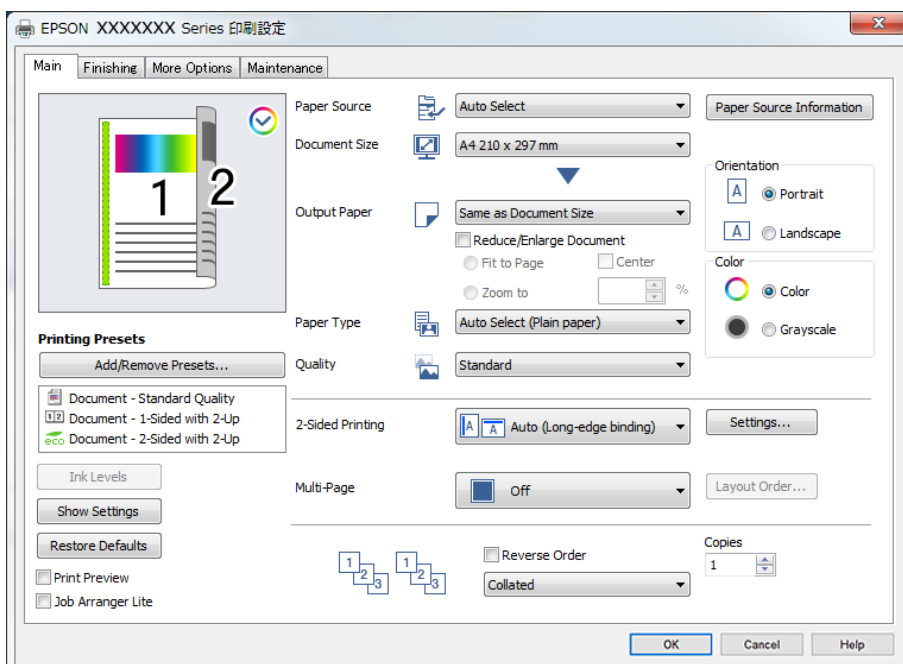 EPSON XXXXXXX Series 印刷設定
Main Finishing More Options Maintenance
1 2
Paper Source Auto Select Paper Source Information
Document Size A4 210 x 297 mm
Orientation
A Portrait
A Landscape
Output Paper Same as Document Size
Reduce/Enlarge Document
Fit to Page Center
Zoom to %
Color
Color
Grayscale
Paper Type Auto Select (Plain paper)
Quality Standard
Printing Presets
Add/Remove Presets...
Document - Standard Quality
1 2 Document - 1-Sided with 2-Up
eco Document - 2-Sided with 2-Up
2-Sided Printing A A Auto (Long-edge binding) Settings...
Ink Levels
Multi-Page Off Layout Order...
Show Settings
Restore Defaults
Print Preview
Job Arranger Lite
1 2 3 1 2 3
Reverse Order
Collated
Copies
1
OK Cancel Help